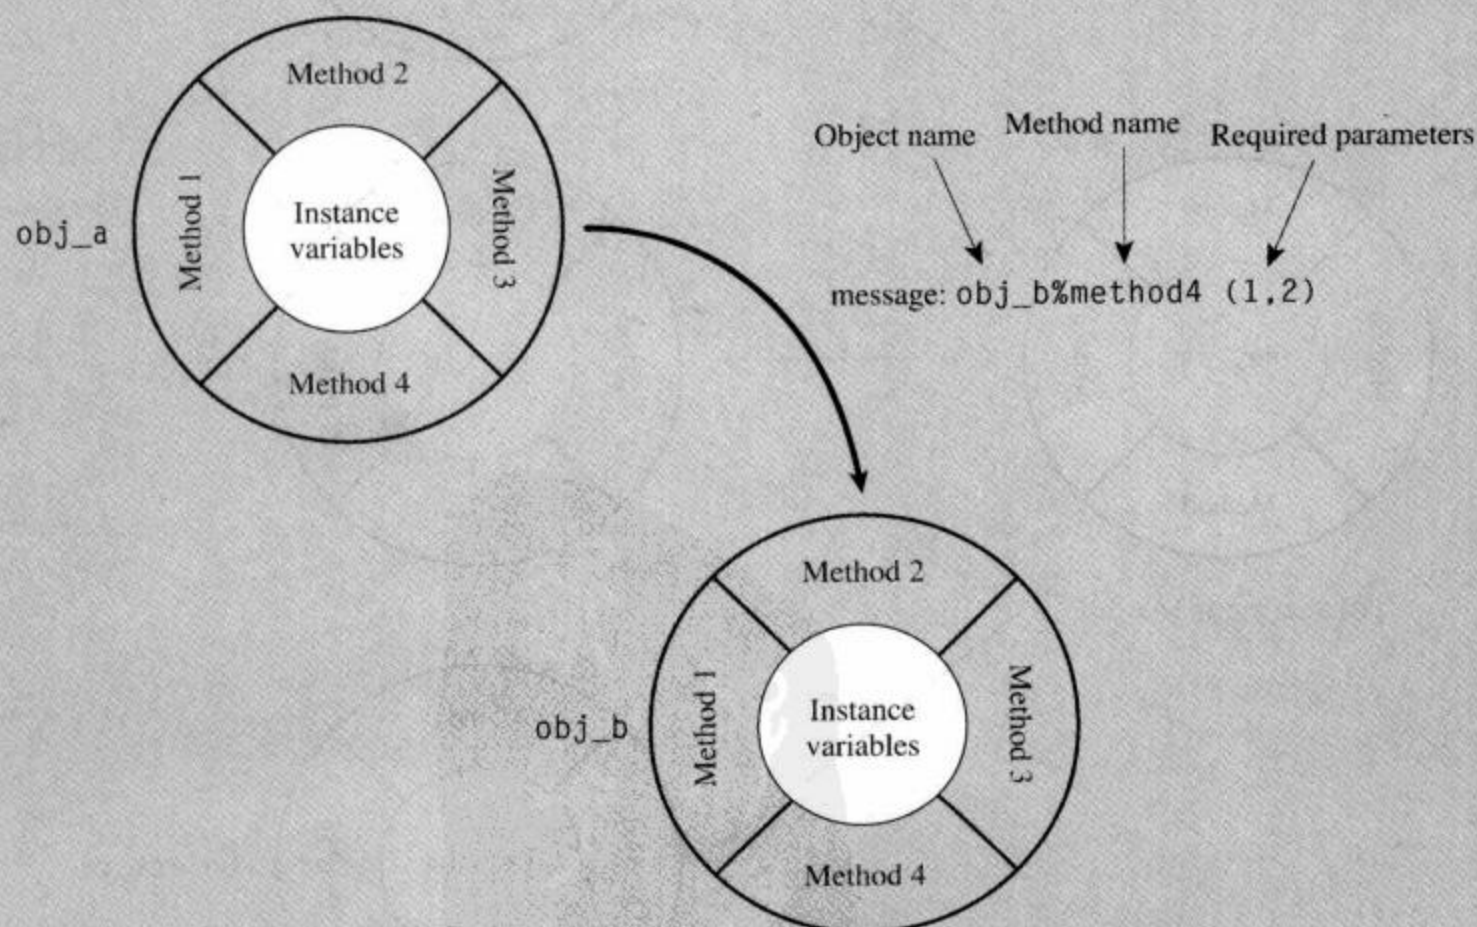 Method 2
Method 1
Instance
variables
Method 3
Method 4
obj_a
Object name
Method name
Required parameters
message: obj_b%method4 (1,2)
Method 2
Method 1
Instance
variables
Method 3
Method 4
obj_b